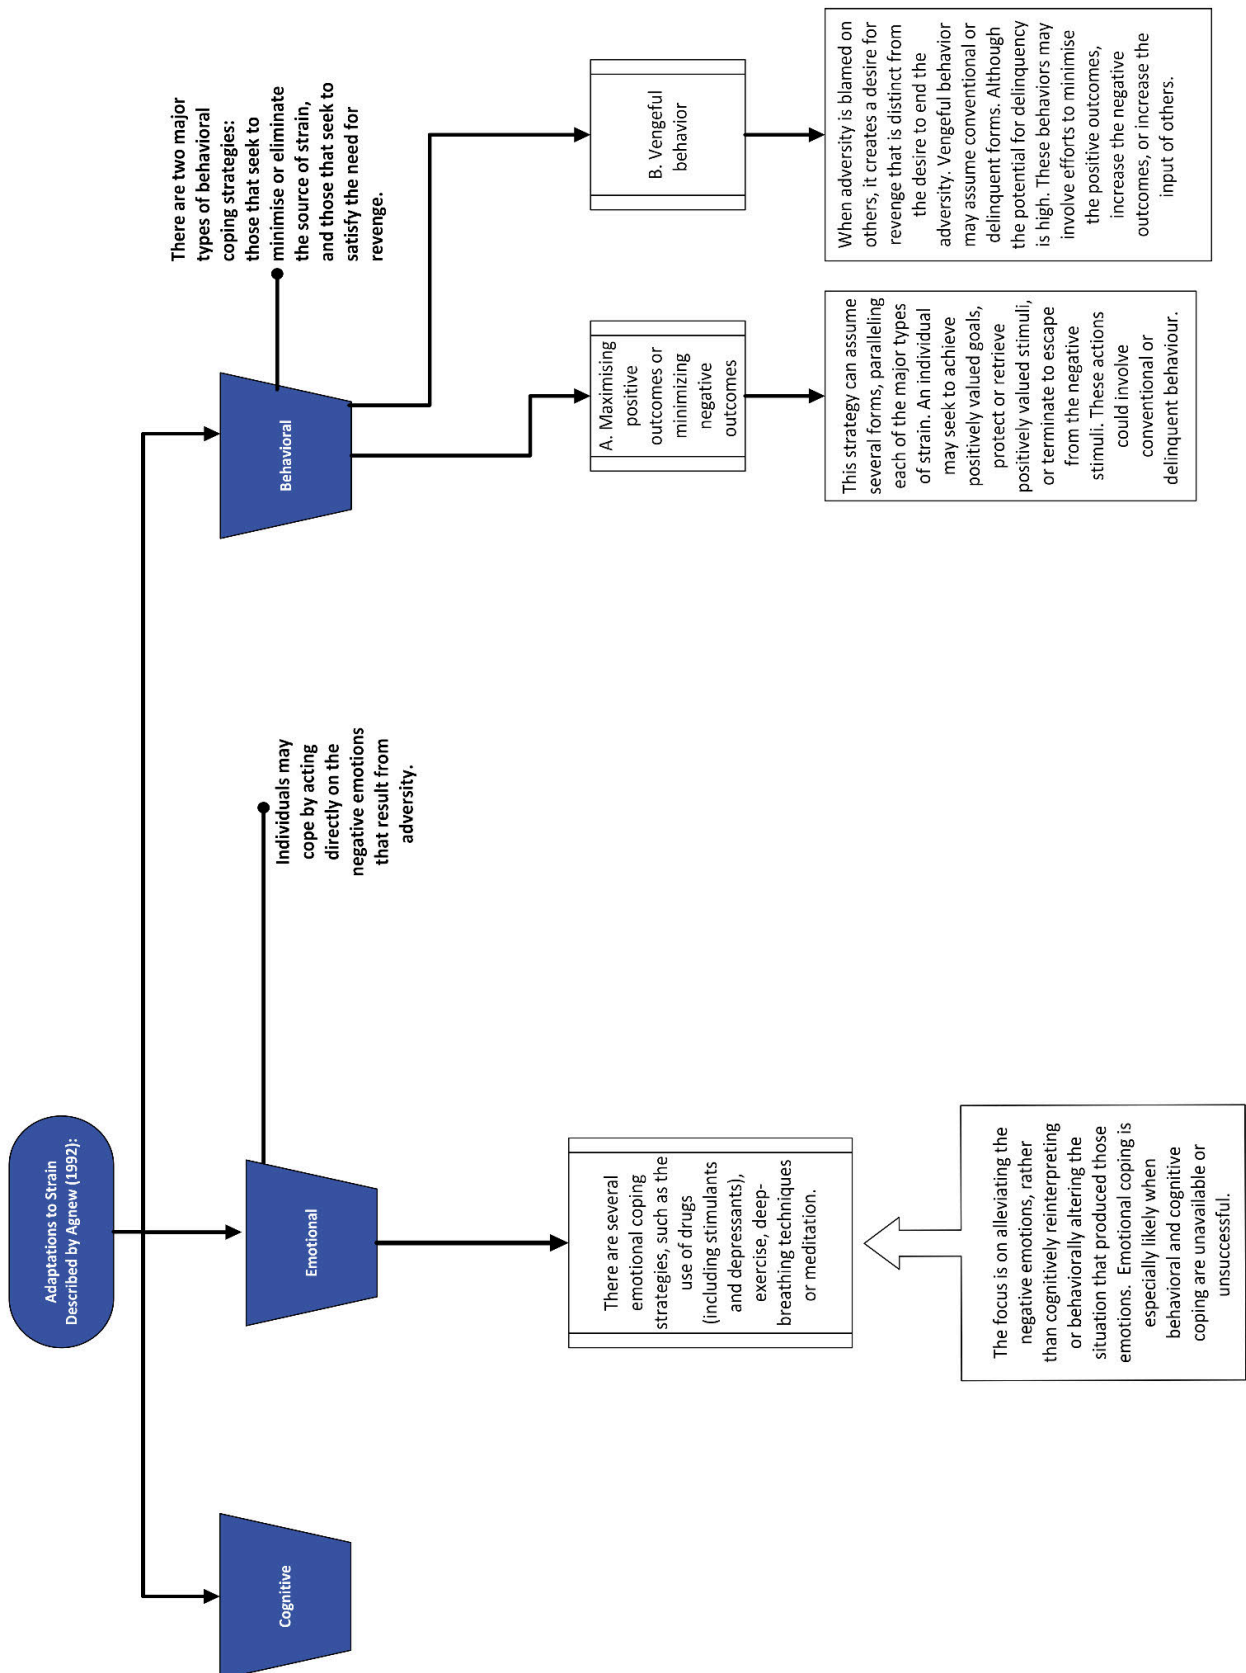 Adaptations to Strain
Described by Agnew (1992):
Cognitive
Emotional
Individuals may
cope by acting
directly on the
negative emotions
that result from
adversity.
There are several
emotional coping
strategies, such as the
use of drugs
(including stimulants
and depressants),
exercise, deep-
breathing techniques
or meditation.
The focus is on alleviating the
negative emotions, rather
than cognitively reinterpreting
or behaviorally altering the
situation that produced those
emotions. Emotional coping is
especially likely when
behavioral and cognitive
coping are unavailable or
unsuccessful.
Behavioral
There are two major
types of behavioral
coping strategies:
those that seek to
minimise or eliminate
the source of strain,
and those that seek to
satisfy the need for
revenge.
A. Maximising
positive
outcomes or
minimizing
negative
outcomes
This strategy can assume
several forms, paralleling
each of the major types
of strain. An individual
may seek to achieve
positively valued goals,
protect or retrieve
positively valued stimuli,
or terminate to escape
from the negative
stimuli. These actions
could involve
conventional or
delinquent behaviour.
B. Vengeful
behavior
When adversity is blamed on
others, it creates a desire for
revenge that is distinct from
the desire to end the
adversity. Vengeful behavior
may assume conventional or
delinquent forms. Although
the potential for delinquency
is high. These behaviors may
involve efforts to minimise
the positive outcomes,
increase the negative
outcomes, or increase the
input of others.